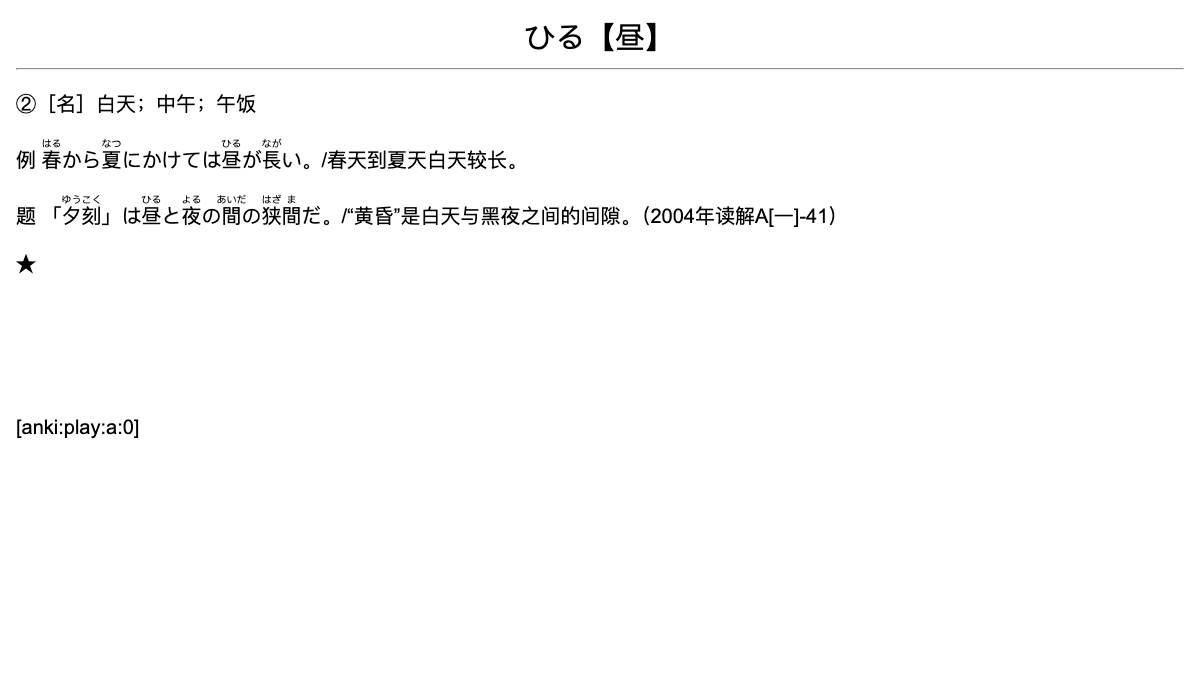 ひる【昼】
②［名］白天；中午；午饭
はる なつ ひる なが
例 春から夏にかけては昼が長い。/春天到夏天白天较长。
ゆうこく ひる よる あいだ はざ ま
题 「夕刻」は昼と夜の間の狭間だ。/“黄昏”是白天与黑夜之间的间隙。（2004年读解A[一]-41）
★
[anki:play:a:0]